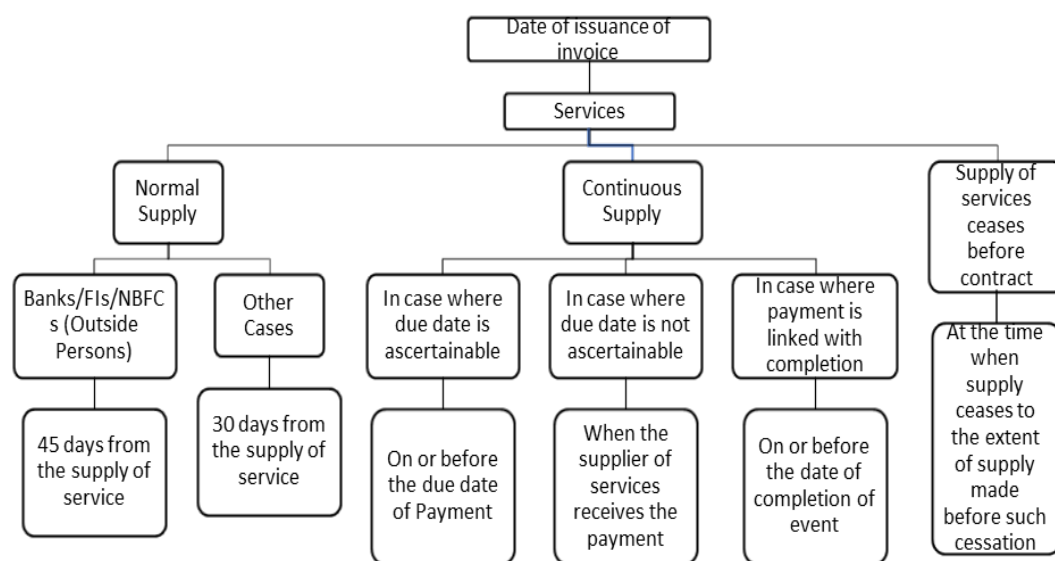 Date of issuance of
invoice
Services
Normal
Supply
Continuous
Supply
Supply of
services
ceases
before
contract
Banks/FIs/NBFC
s (Outside
Persons)
Other
Cases
In case where
due date is
ascertainable
In case where
due date is not
ascertainable
In case where
payment is
linked with
completion
45 days from
the supply of
service
30 days from
the supply of
service
On or before
the due date
of Payment
When the
supplier of
services
receives the
payment
On or before
the date of
completion of
event
At the time
when
supply
ceases to
the extent
of supply
made
before such
cessation